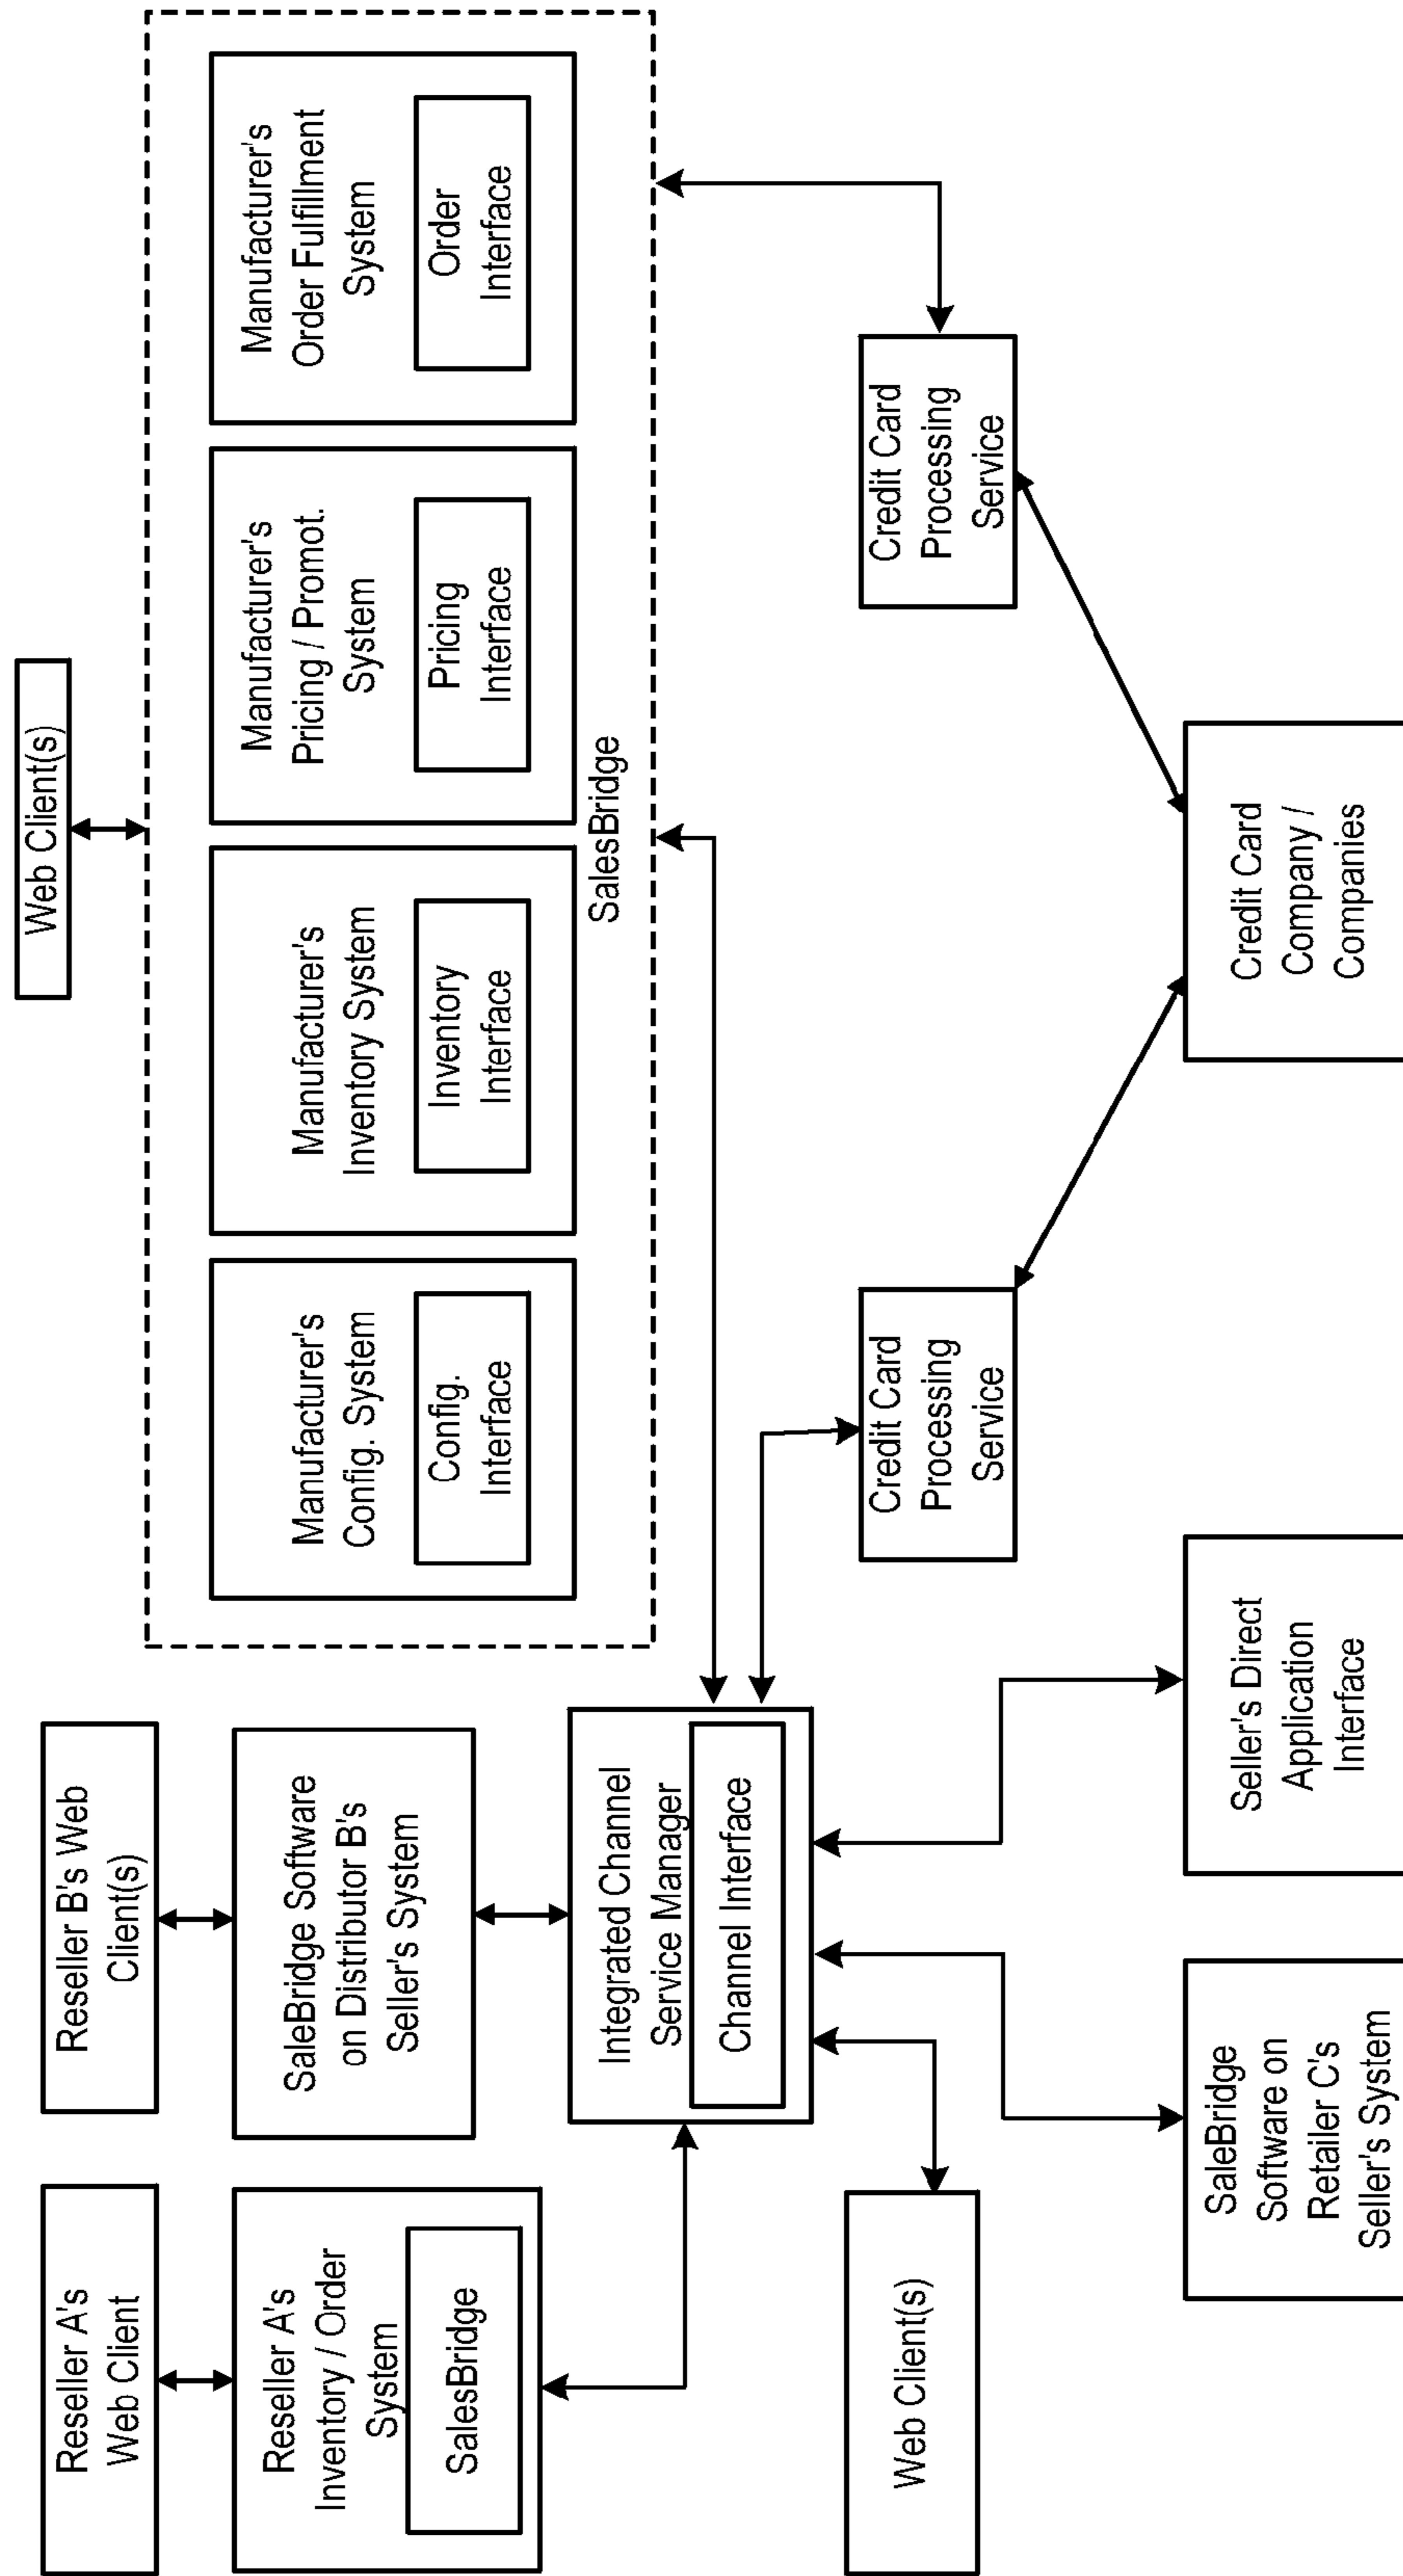 Reseller A's
Web Client
Reseller B's Web
Client(s)
Web Client(s)
Reseller A's
Inventory / Order
System
SalesBridge
SaleBridge Software
on Distributor B's
Seller's System
Manufacturer's
Config. System
Config.
Interface
Manufacturer's
Inventory System
Inventory
Interface
Manufacturer's
Pricing / Promot.
System
Pricing
Interface
Manufacturer's
Order Fulfillment
System
Order
Interface
SalesBridge
Integrated Channel
Service Manager
Channel Interface
Web Client(s)
Credit Card
Processing
Service
Credit Card
Processing
Service
SaleBridge
Software on
Retailer C's
Seller's System
Seller's Direct
Application
Interface
Credit Card
Company /
Companies